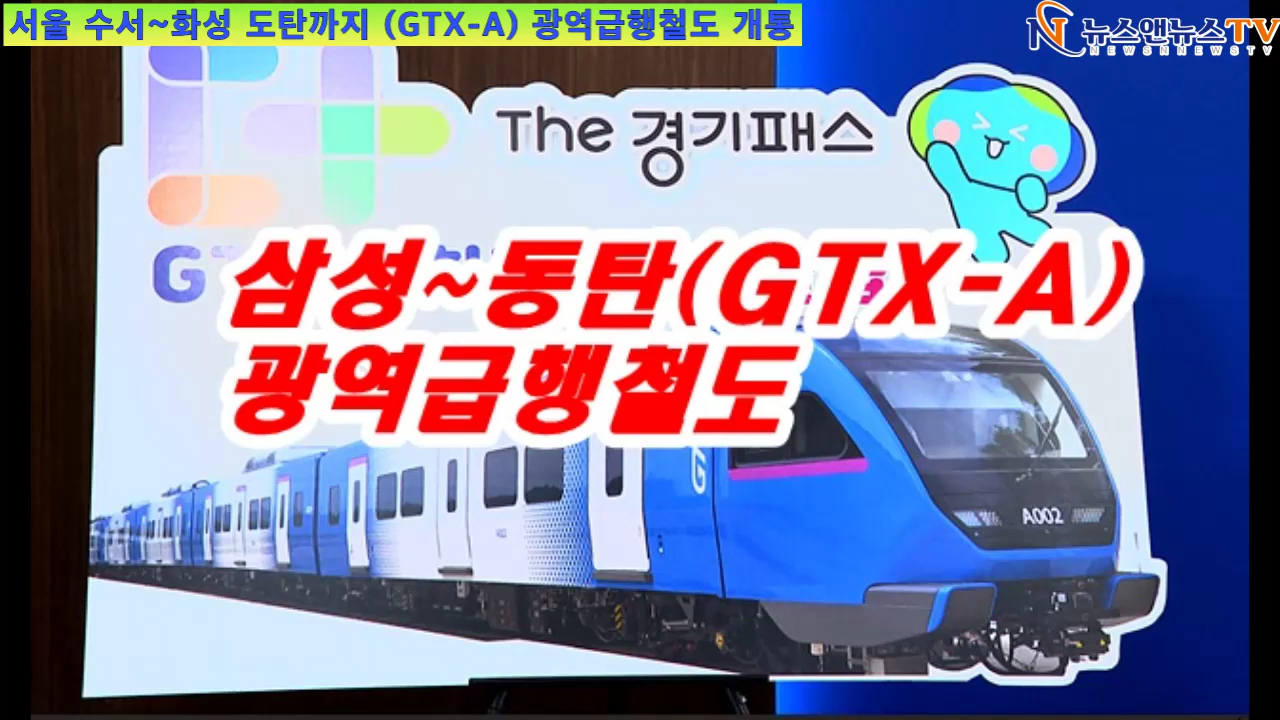 서울 수서~화성 도탄까지 (GTX-A) 광역급행철도 개통
뉴스앤뉴스TV
NEWSNNEWSTV
The 경기패스
삼성~동탄(GTX-A)
광역급행철도
A002